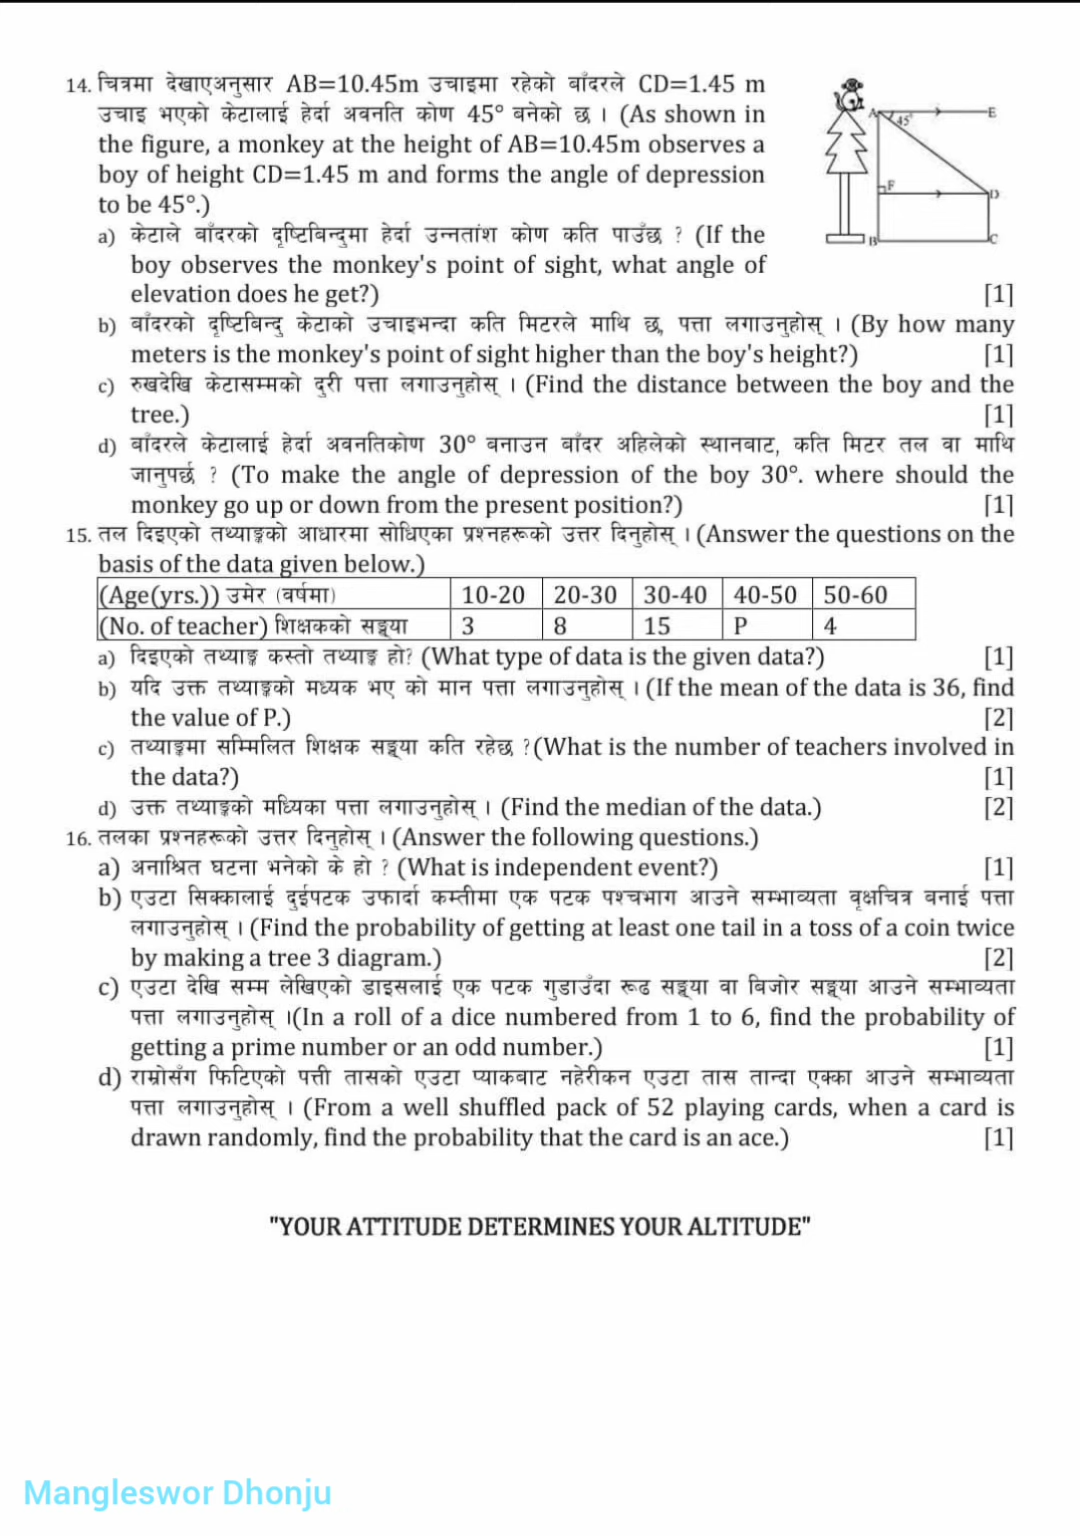 14. चित्रमा देखाएअनुसार AB=10.45m उचाइमा रहेको बाँदरले CD=1.45 m
उचाइ भएको केटालाई हेर्दा अवनति कोण 45° बनेको छ । (As shown in
the figure, a monkey at the height of AB=10.45m observes a
boy of height CD=1.45 m and forms the angle of depression
to be 45°.)
A 45° E
F D
B C
a) केटाले बाँदरको दृष्टिबिन्दुमा हेर्दा उन्नतांश कोण कति पाउँछ ? (If the
boy observes the monkey's point of sight, what angle of
elevation does he get?) [1]
b) बाँदरको दृष्टिबिन्दु केटाको उचाइभन्दा कति मिटरले माथि छ, पत्ता लगाउनुहोस् । (By how many
meters is the monkey's point of sight higher than the boy's height?) [1]
c) रुखदेखि केटासम्मको दुरी पत्ता लगाउनुहोस् । (Find the distance between the boy and the
tree.) [1]
d) बाँदरले केटालाई हेर्दा अवनतिकोण 30° बनाउन बाँदर अहिलेको स्थानबाट, कति मिटर तल वा माथि
जानुपर्छ ? (To make the angle of depression of the boy 30°. where should the
monkey go up or down from the present position?) [1]
15. तल दिइएको तथ्याङ्कको आधारमा सोधिएका प्रश्नहरूको उत्तर दिनुहोस् । (Answer the questions on the
basis of the data given below.)
(Age(yrs.)) उमेर (वर्षमा) 10-20 20-30 30-40 40-50 50-60
(No. of teacher) शिक्षकको सङ्ख्या 3 8 15 P 4
a) दिइएको तथ्याङ्क कस्तो तथ्याङ्क हो? (What type of data is the given data?) [1]
b) यदि उक्त तथ्याङ्कको मध्यक भए को मान पत्ता लगाउनुहोस् । (If the mean of the data is 36, find
the value of P.) [2]
c) तथ्याङ्कमा सम्मिलित शिक्षक सङ्ख्या कति रहेछ ?(What is the number of teachers involved in
the data?) [1]
d) उक्त तथ्याङ्कको मध्यिका पत्ता लगाउनुहोस् । (Find the median of the data.) [2]
16. तलका प्रश्नहरूको उत्तर दिनुहोस् । (Answer the following questions.)
a) अनाश्रित घटना भनेको के हो ? (What is independent event?) [1]
b) एउटा सिक्कालाई दुईपटक उफार्दा कम्तीमा एक पटक पश्चभाग आउने सम्भाव्यता वृक्षचित्र बनाई पत्ता
लगाउनुहोस् । (Find the probability of getting at least one tail in a toss of a coin twice
by making a tree 3 diagram.) [2]
c) एउटा देखि सम्म लेखिएको डाइसलाई एक पटक गुडाउँदा रूढ सङ्ख्या वा बिजोर सङ्ख्या आउने सम्भाव्यता
पत्ता लगाउनुहोस् ।(In a roll of a dice numbered from 1 to 6, find the probability of
getting a prime number or an odd number.) [1]
d) राम्रोसँग फिटिएको पत्ती तासको एउटा प्याकबाट नहेरीकन एउटा तास तान्दा एक्का आउने सम्भाव्यता
पत्ता लगाउनुहोस् । (From a well shuffled pack of 52 playing cards, when a card is
drawn randomly, find the probability that the card is an ace.) [1]
"YOUR ATTITUDE DETERMINES YOUR ALTITUDE"
Mangleswor Dhonju